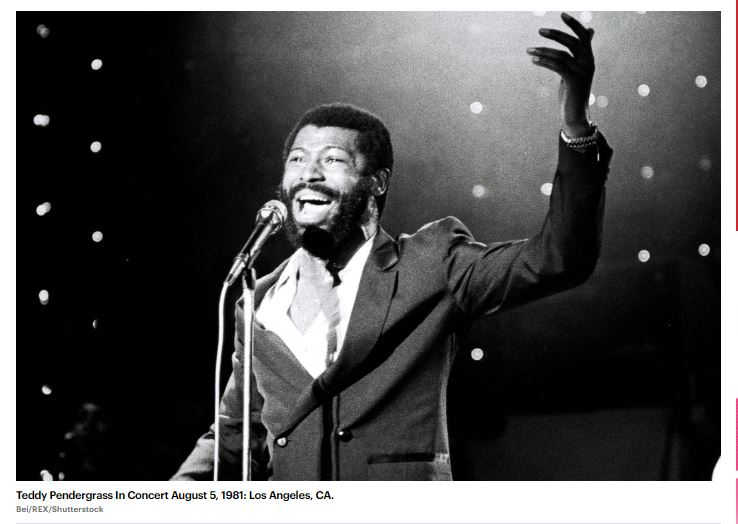 Teddy Pendergrass In Concert August 5, 1981: Los Angeles, CA.
Bei/REX/Shutterstock